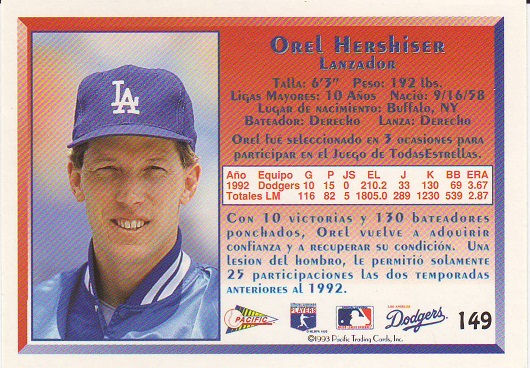 LA
Orel Hershiser
Lanzador
Talla: 6'3" Peso: 192 lbs.
Ligas Mayores: 10 Años Nació: 9/16/58
Lugar de nacimiento: Buffalo, NY
Bateador: Derecho Lanza: Derecho
Orel fué seleccionado en 3 ocasiones para
participar en el Juego de TodasEstrellas.
Año Equipo G P JS EL J K BB ERA
1992 Dodgers 10 15 0 210.2 33 130 69 3.67
Totales LM 116 82 5 1805.0 289 1230 539 2.87
Con 10 victorias y 130 bateadores
ponchados, Orel vuelve a adquirir
confianza y a recuperar su condición. Una
lesion del hombro, le permitió solamente
25 participaciones las dos temporadas
anteriores al 1992.
PACIFIC
PLAYERS
LOS ANGELES
Dodgers
149
©1993 Pacific Trading Cards, Inc.